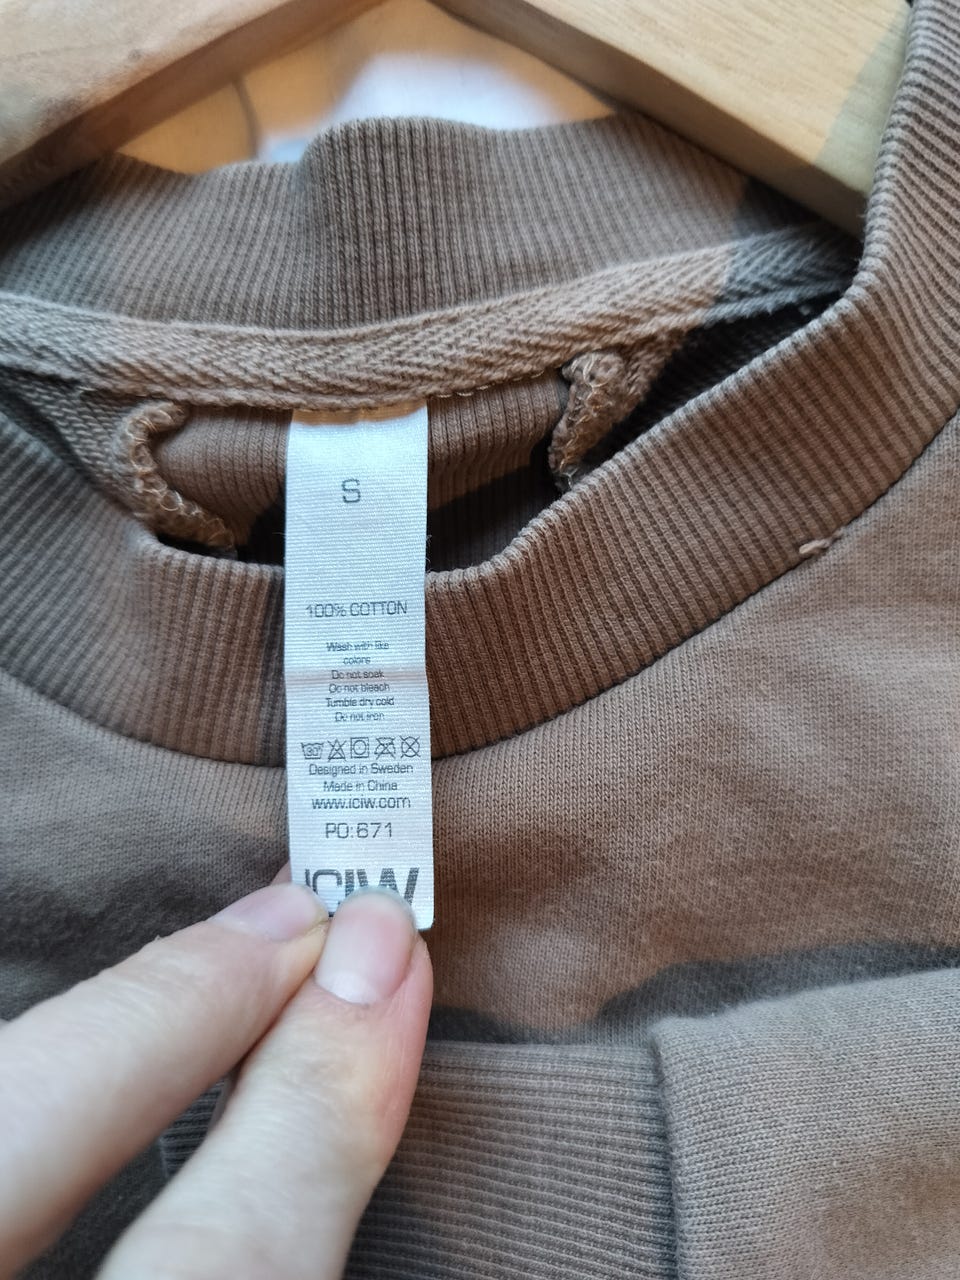 S
100% COTTON
Wash with like
colors
Do not soak
Do not bleach
Tumble dry cold
Do not iron
30
Designed in Sweden
Made in China
www.iciw.com
PO:671
ICIW